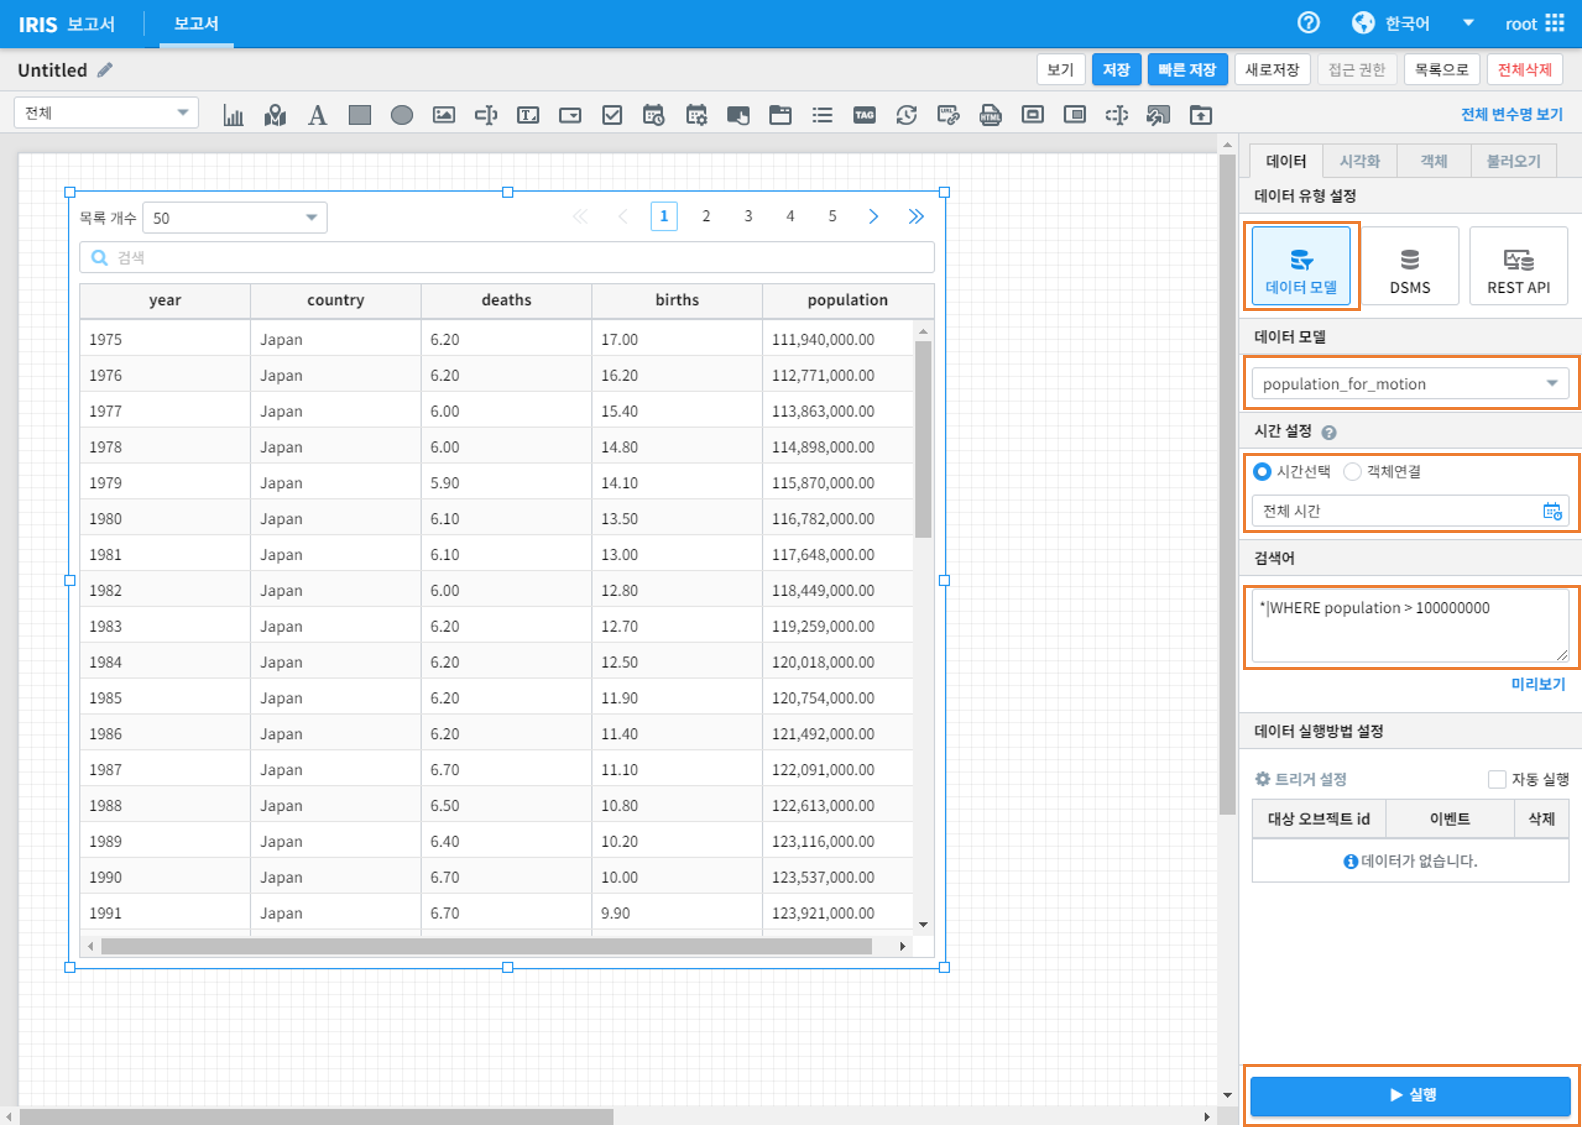 IRIS 보고서 보고서 한국어 root
Untitled 보기 저장 빠른 저장 새로저장 접근 권한 목록으로 전체삭제
전체 A T TAG URL HTML 전체 변수명 보기
목록 개수 50 1 2 3 4 5
검색
year country deaths births population
1975 Japan 6.20 17.00 111,940,000.00
1976 Japan 6.20 16.20 112,771,000.00
1977 Japan 6.00 15.40 113,863,000.00
1978 Japan 6.00 14.80 114,898,000.00
1979 Japan 5.90 14.10 115,870,000.00
1980 Japan 6.10 13.50 116,782,000.00
1981 Japan 6.10 13.00 117,648,000.00
1982 Japan 6.00 12.80 118,449,000.00
1983 Japan 6.20 12.70 119,259,000.00
1984 Japan 6.20 12.50 120,018,000.00
1985 Japan 6.20 11.90 120,754,000.00
1986 Japan 6.20 11.40 121,492,000.00
1987 Japan 6.70 11.10 122,091,000.00
1988 Japan 6.50 10.80 122,613,000.00
1989 Japan 6.40 10.20 123,116,000.00
1990 Japan 6.70 10.00 123,537,000.00
1991 Japan 6.70 9.90 123,921,000.00
데이터 시각화 객체 불러오기
데이터 유형 설정
데이터 모델 DSMS REST API
데이터 모델
population_for_motion
시간 설정
시간선택 객체연결
전체 시간
검색어
*|WHERE population > 100000000
미리보기
데이터 실행방법 설정
트리거 설정 자동 실행
대상 오브젝트 id 이벤트 삭제
데이터가 없습니다.
실행